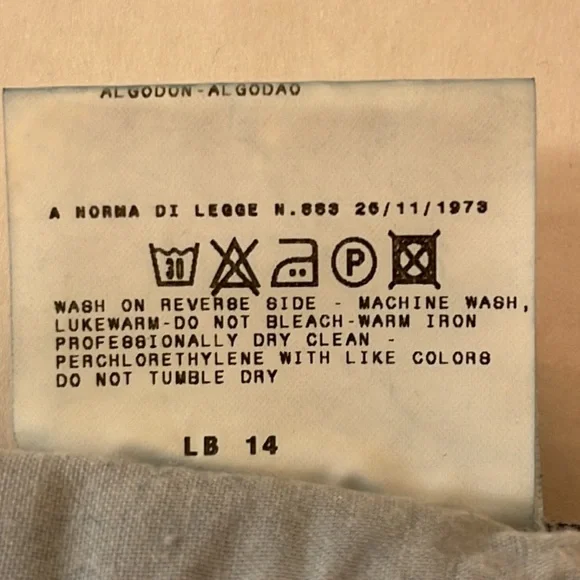 ALGODON-ALGODAO
A NORMA DI LEGGE N.883 26/11/1973
30 P
WASH ON REVERSE SIDE - MACHINE WASH,
LUKEWARM-DO NOT BLEACH-WARM IRON
PROFESSIONALLY DRY CLEAN -
PERCHLORETHYLENE WITH LIKE COLORS
DO NOT TUMBLE DRY
LB 14